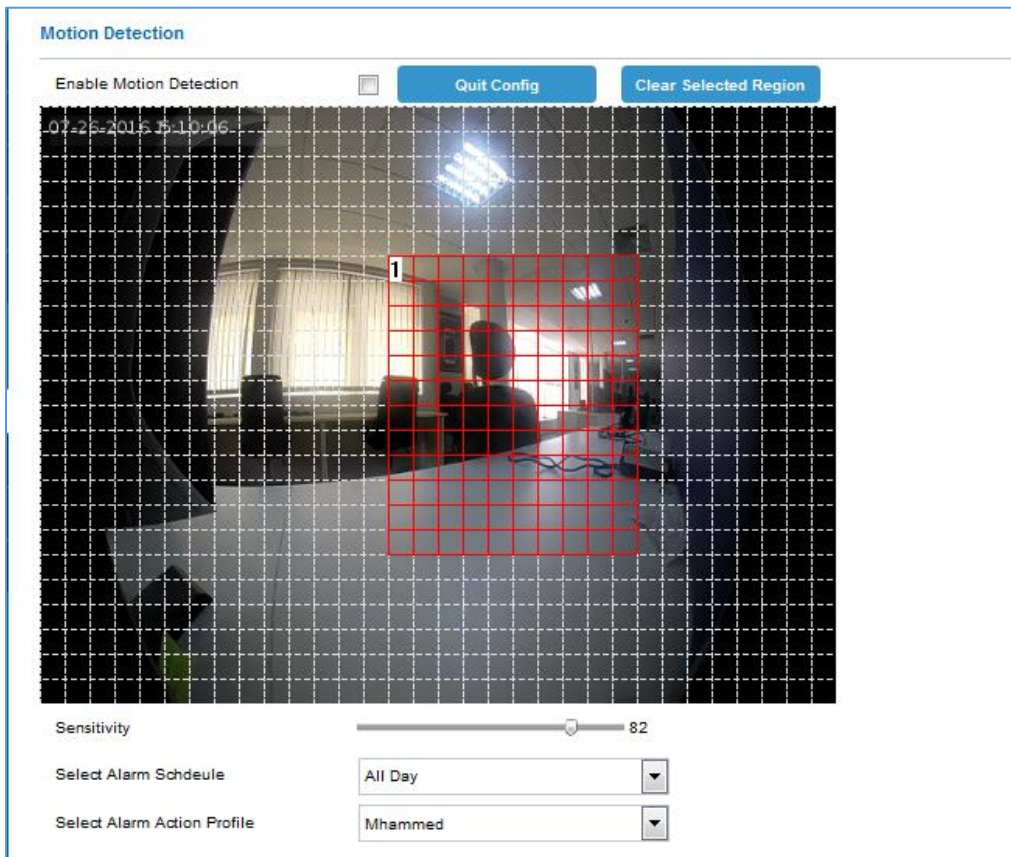 Motion Detection
Enable Motion Detection
Quit Config
Clear Selected Region
07-26-2016 15:10:06
1
Sensitivity
82
Select Alarm Schdeule
All Day
Select Alarm Action Profile
Mhammed